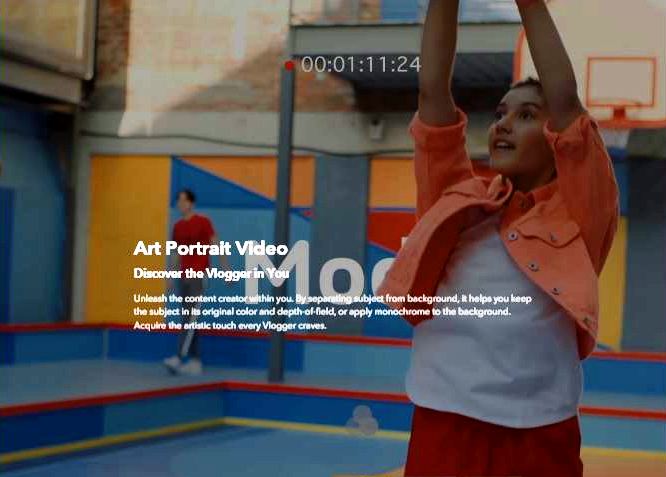 00:01:11:24
Art Portrait Video
Discover the Vlogger in You
Unleash the content creator within you. By separating subject from background, it helps you keep
the subject in its original color and depth-of-field, or apply monochrome to the background.
Acquire the artistic touch every Vlogger craves.